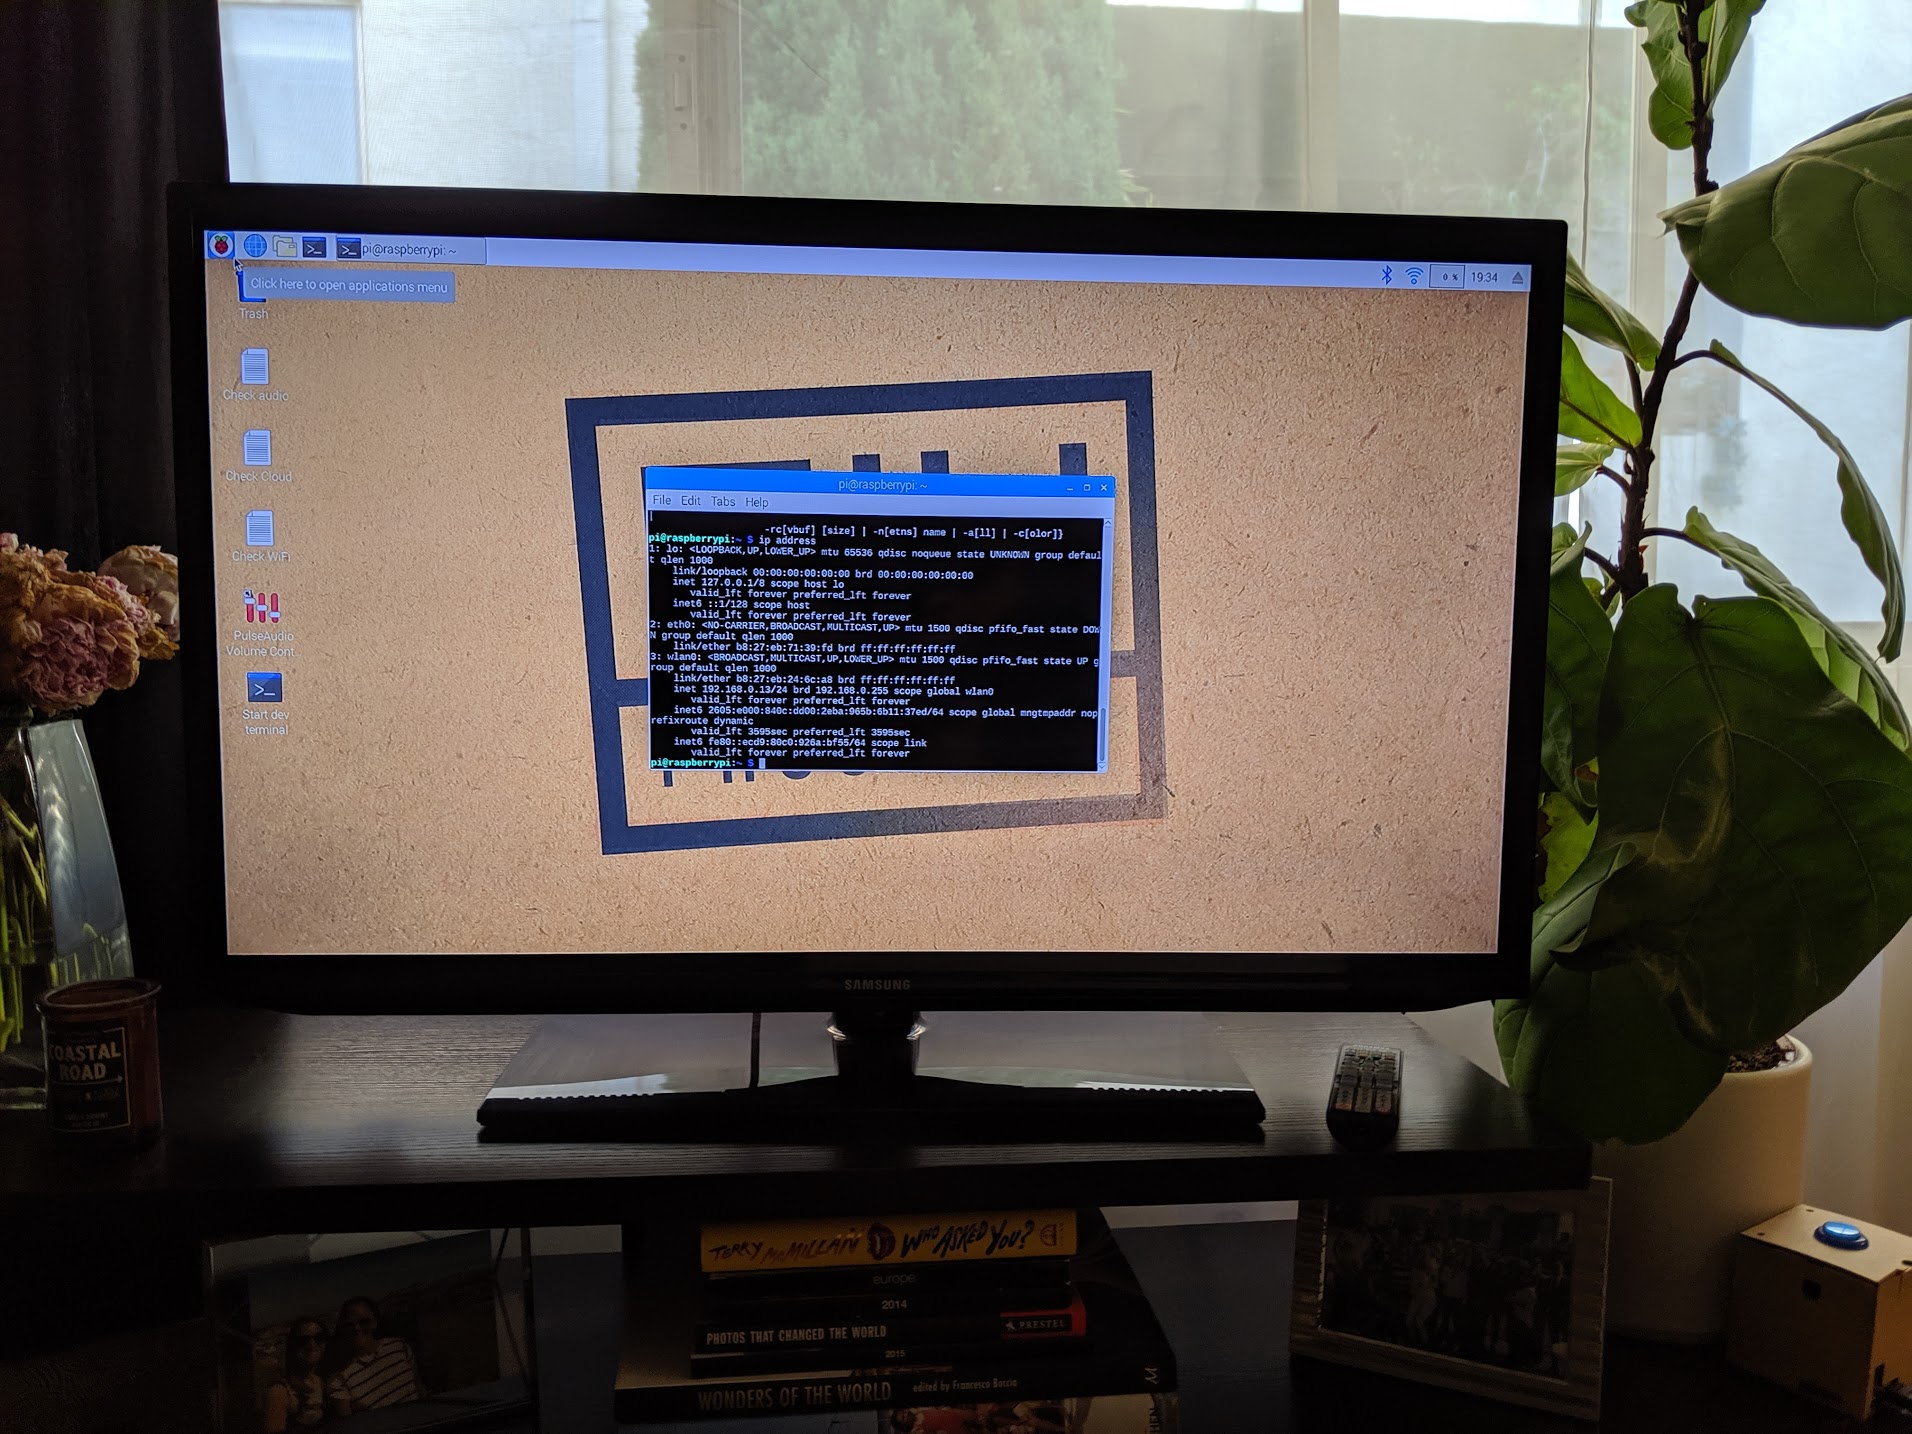 pi@raspberrypi: ~
0 %
19:34
Click here to open applications menu
Trash
Check audio
Check Cloud
Check WiFi
PulseAudio
Volume Cont..
Start dev
terminal
pi@raspberrypi: ~
File Edit Tabs Help
-rc[vbuf] [size] | -n[etns] name | -a[ll] | -c[olor]}
pi@raspberrypi:~ $ ip address
1: lo: <LOOPBACK,UP,LOWER_UP> mtu 65536 qdisc noqueue state UNKNOWN group defaul
t qlen 1000
link/loopback 00:00:00:00:00:00 brd 00:00:00:00:00:00
inet 127.0.0.1/8 scope host lo
valid_lft forever preferred_lft forever
inet6 ::1/128 scope host
valid_lft forever preferred_lft forever
2: eth0: <NO-CARRIER,BROADCAST,MULTICAST,UP> mtu 1500 qdisc pfifo_fast state DOW
N group default qlen 1000
link/ether b8:27:eb:71:39:fd brd ff:ff:ff:ff:ff:ff
3: wlan0: <BROADCAST,MULTICAST,UP,LOWER_UP> mtu 1500 qdisc pfifo_fast state UP g
roup default qlen 1000
link/ether b8:27:eb:24:6c:a8 brd ff:ff:ff:ff:ff:ff
inet 192.168.0.13/24 brd 192.168.0.255 scope global wlan0
valid_lft forever preferred_lft forever
inet6 2605:e000:840c:dd00:2eba:965b:6b11:37ed/64 scope global mngtmpaddr nop
refixroute dynamic
valid_lft 3595sec preferred_lft 3595sec
inet6 fe80::ecd9:80c0:926a:bf55/64 scope link
valid_lft forever preferred_lft forever
pi@raspberrypi:~ $
SAMSUNG
COASTAL
ROAD
TERRY McMILLAN WHO ASKED YOU?
europe
2014
PHOTOS THAT CHANGED THE WORLD PRESTEL
2015
WONDERS OF THE WORLD edited by Francesco Boccia